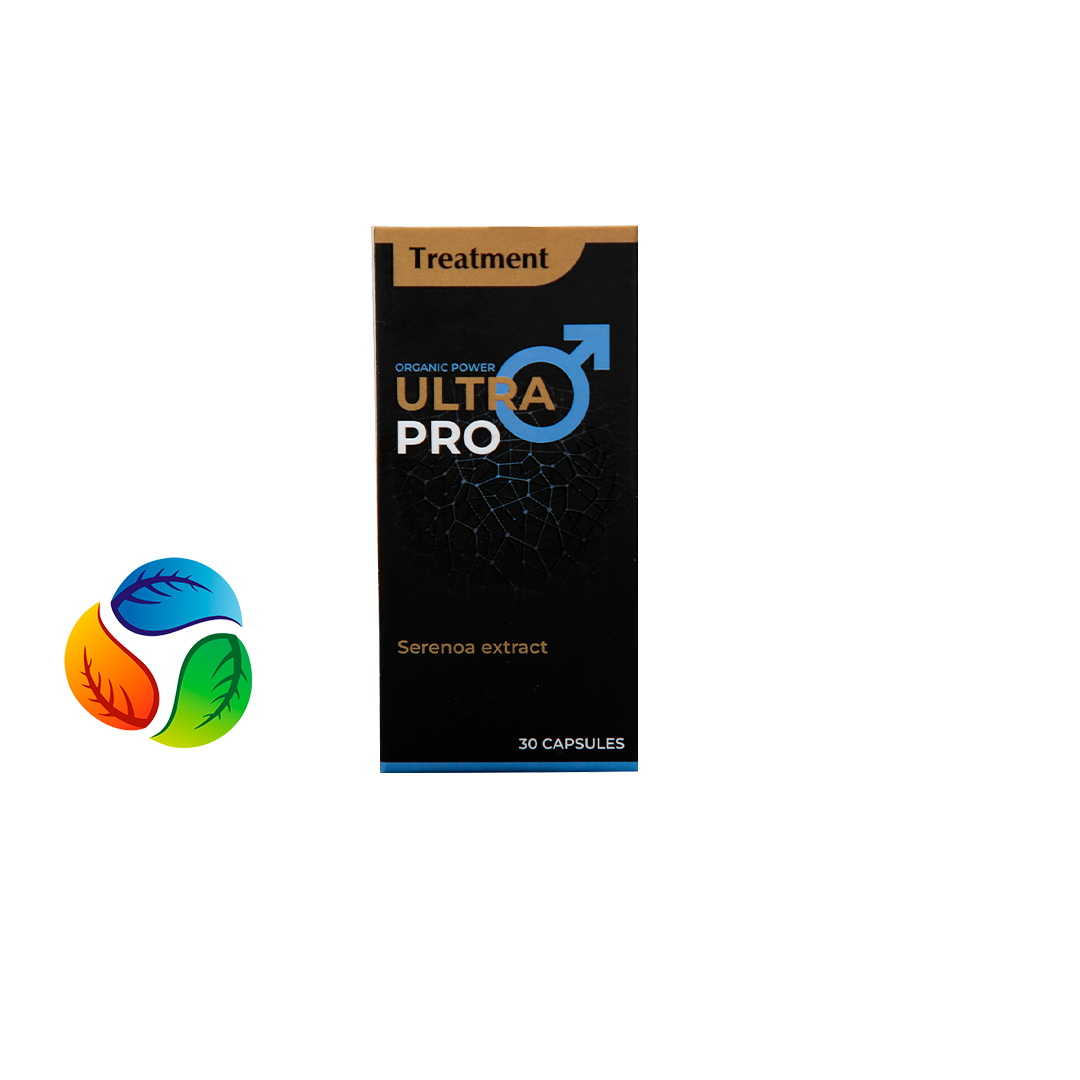 Treatment
ORGANIC POWER
ULTRA
PRO
Serenoa extract
30 CAPSULES